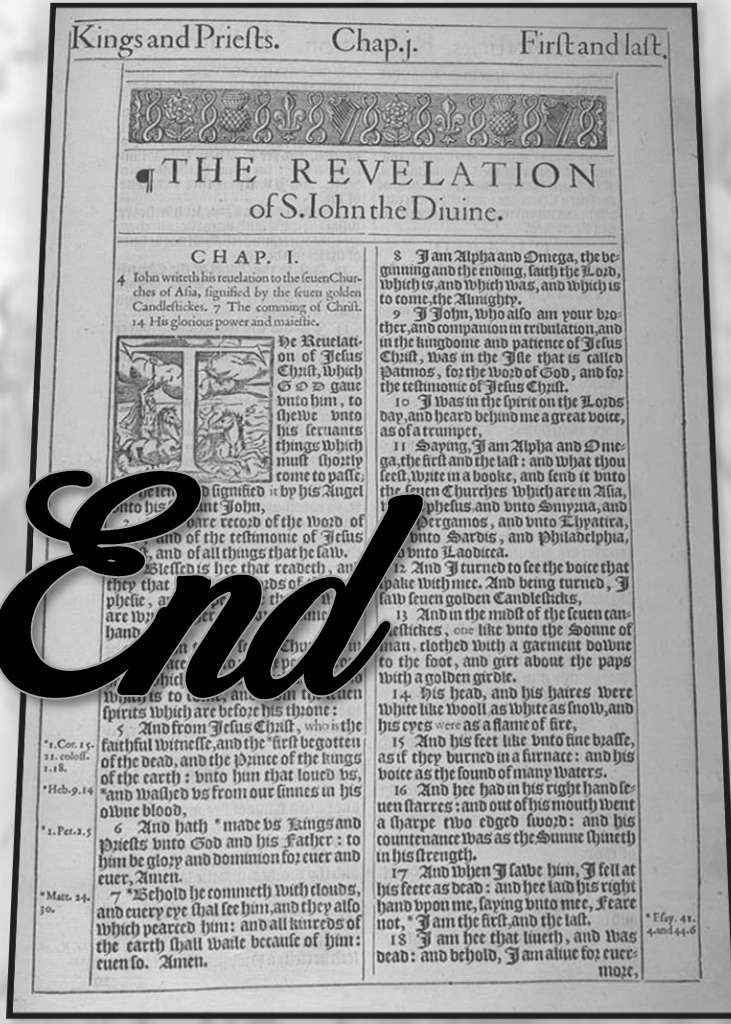 Kings and Prieſts. Chap.j. Firſt and laſt.
¶THE REVELATION
of S. Iohn the Diuine.
CHAP. I.
4 Iohn writeth his reuelation to the ſeuen Chur-
ches of Aſia, ſignified by the ſeuen golden
Candleſtickes. 7 The comming of Chriſt.
14 His glorious power and maieſtie.
The Reuelati-
on of Jeſus
Chriſt, which
GOD gaue
vnto him, to
ſhewe vnto
his ſeruants
things which
muſt ſhortly
come to paſſe;
ſignified it by his Angel
vnto his John,
bare record of the word of
and of the teſtimonie of Jeſus
, and of all things that he ſaw.
Bleſſed is hee that readeth,
they that
pheſie,
are
hand
which is to
ſpirits which are before his throne:
5 And from Jeſus Chriſt, who is the
faithful witneſſe, and the *firſt begotten
of the dead, and the Prince of the kings
of the earth: vnto him that loued vs,
*and waſhed vs from our ſinnes in his
owne blood,
6 And hath *made vs Kings and
Prieſts vnto God and his Father: to
him be glory and dominion for euer and
euer, Amen.
7 *Behold he commeth with clouds,
and euery eye ſhal ſee him, and they alſo
which pearced him: and all kinreds of
the earth ſhall waile becauſe of him:
euen ſo. Amen.
*1.Cor.15.
21. coloſſ.
1.18.
*Heb.9.14
*1.Pet.2.5
*Matt. 24.
30.
8 I am Alpha and Omega, the be-
ginning and the ending, ſaith the Lord,
which is, and which was, and which is
to come, the Almighty.
9 I John, who alſo am your bro-
ther, and companion in tribulation, and
in the kingdome and patience of Jeſus
Chriſt, was in the Iſle that is called
Patmos, for the word of God, and for
the teſtimonie of Jeſus Chriſt.
10 I was in the ſpirit on the Lords
day, and heard behind me a great voice,
as of a trumpet,
11 Saying, I am Alpha and Ome-
ga, the firſt and the laſt: and what thou
ſeeſt, write in a booke, and ſend it vnto
the ſeuen Churches which are in Aſia,
pheſus, and vnto Smyrna, and
Pergamos, and vnto Thyatira,
vnto Sardis, and Philadelphia,
vnto Laodicea.
12 And I turned to ſee the voice that
ſpake with mee. And being turned, I
ſaw ſeuen golden Candleſticks,
13 And in the midſt of the ſeuen can-
dleſtickes, one like vnto the Sonne of
man, clothed with a garment downe
to the foot, and girt about the paps
with a golden girdle.
14 His head, and his haires were
white like wooll as white as ſnow, and
his eyes were as a flame of fire,
15 And his feet like vnto fine braſſe,
as if they burned in a furnace: and his
voice as the ſound of many waters.
16 And hee had in his right hand ſe-
uen ſtarres: and out of his mouth went
a ſharpe two edged ſword: and his
countenance was as the Sunne ſhineth
in his ſtrength.
17 And when I ſawe him, I fell at
his feete as dead: and hee laid his right
hand vpon me, ſaying vnto mee, Feare
not, *I am the firſt, and the laſt.
18 I am hee that liueth, and was
dead: and behold, I am aliue for euer-
more,
*Eſay. 41.
4. and 44.6
End